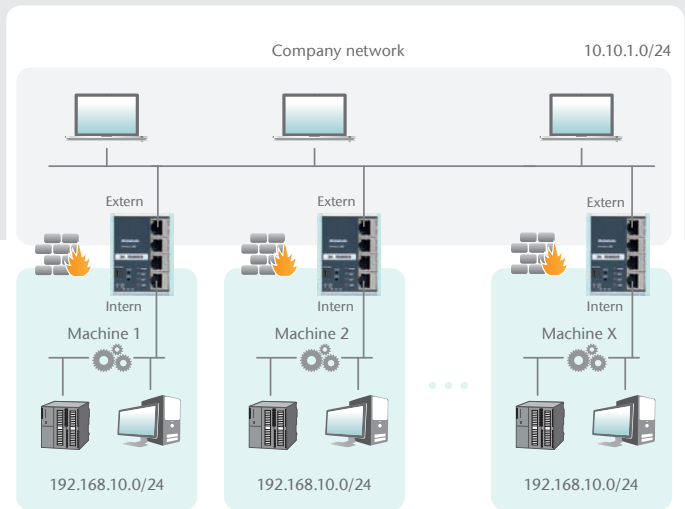 Company network
10.10.1.0/24
Extern
Extern
Extern
Intern
Intern
Intern
Machine 1
Machine 2
Machine X
192.168.10.0/24
192.168.10.0/24
192.168.10.0/24